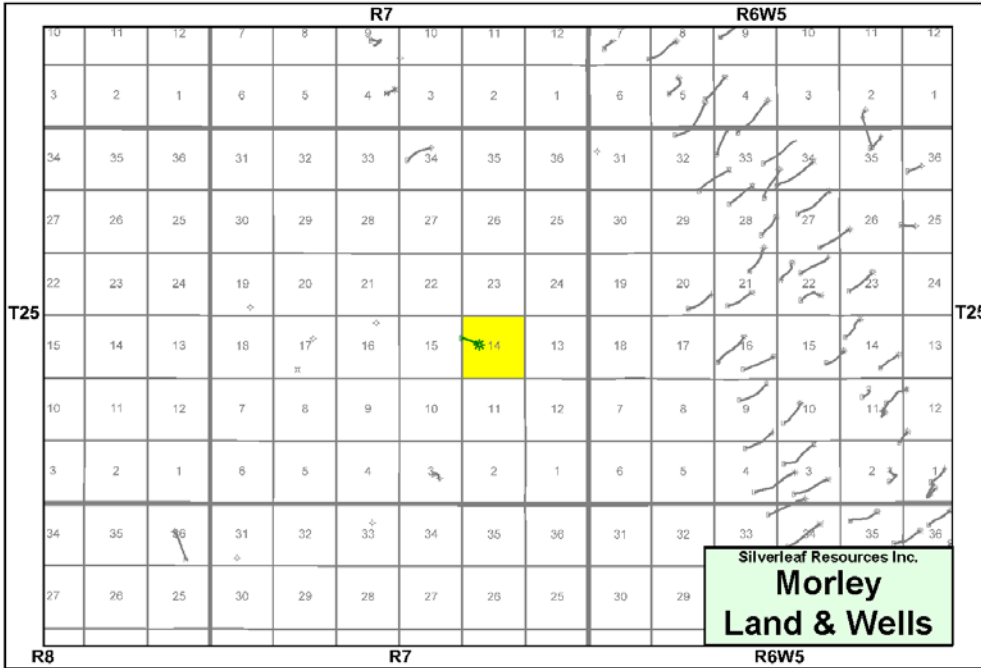 R7 R6W5
10 11 12 7 8 9 10 11 12 7 8 9 10 11 12
3 2 1 6 5 4 3 2 1 6 5 4 3 2 1
34 35 36 31 32 33 34 35 36 31 32 33 34 35 36
27 26 25 30 29 28 27 26 25 30 29 28 27 26 25
22 23 24 19 20 21 22 23 24 19 20 21 22 23 24
T25 T25
15 14 13 18 17 16 15 14 13 18 17 16 15 14 13
10 11 12 7 8 9 10 11 12 7 8 9 10 11 12
3 2 1 6 5 4 3 2 1 6 5 4 3 2 1
34 35 36 31 32 33 34 35 36 31 32 33 34 35 36
27 26 25 30 29 28 27 26 25 30 29
Silverleaf Resources Inc.
Morley
Land & Wells
R8 R7 R6W5